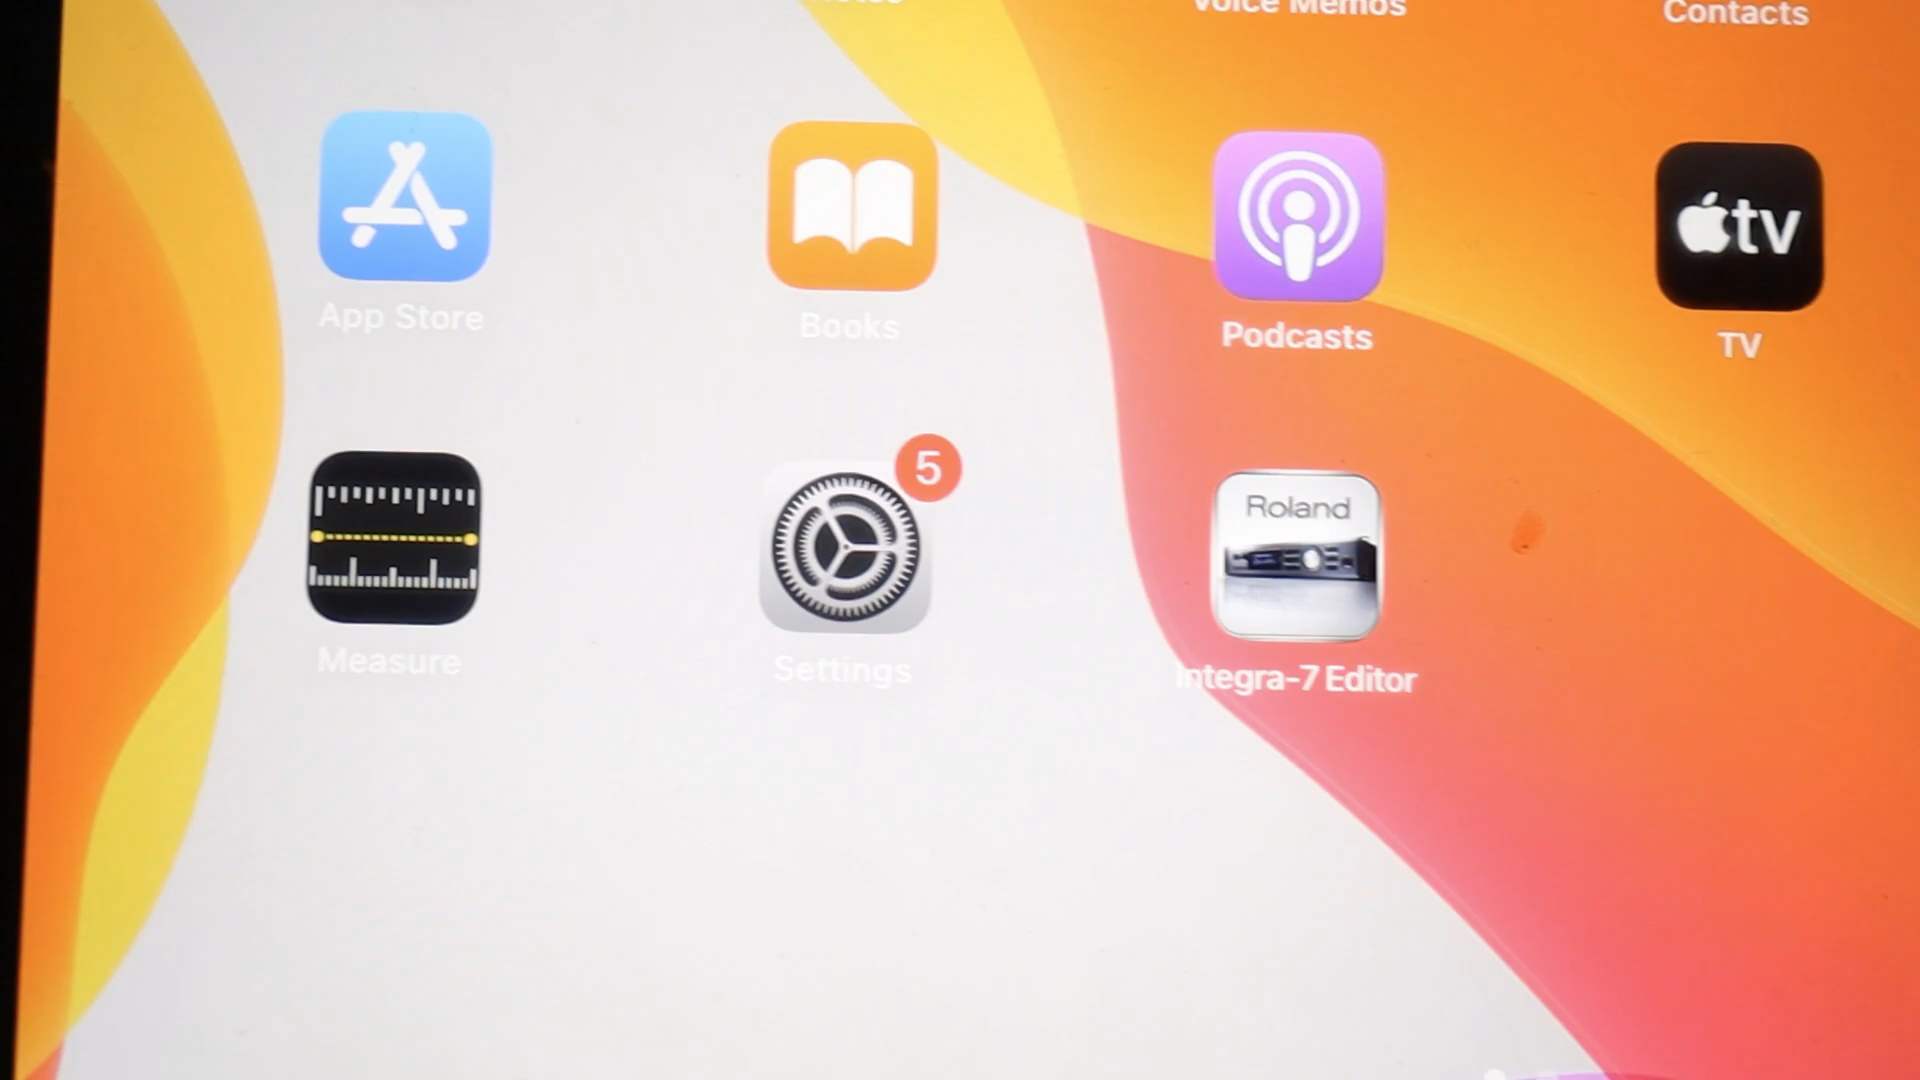 Voice Memos
Contacts
tv
App Store
Books
Podcasts
TV
5
Roland
Measure
Settings
Integra-7 Editor